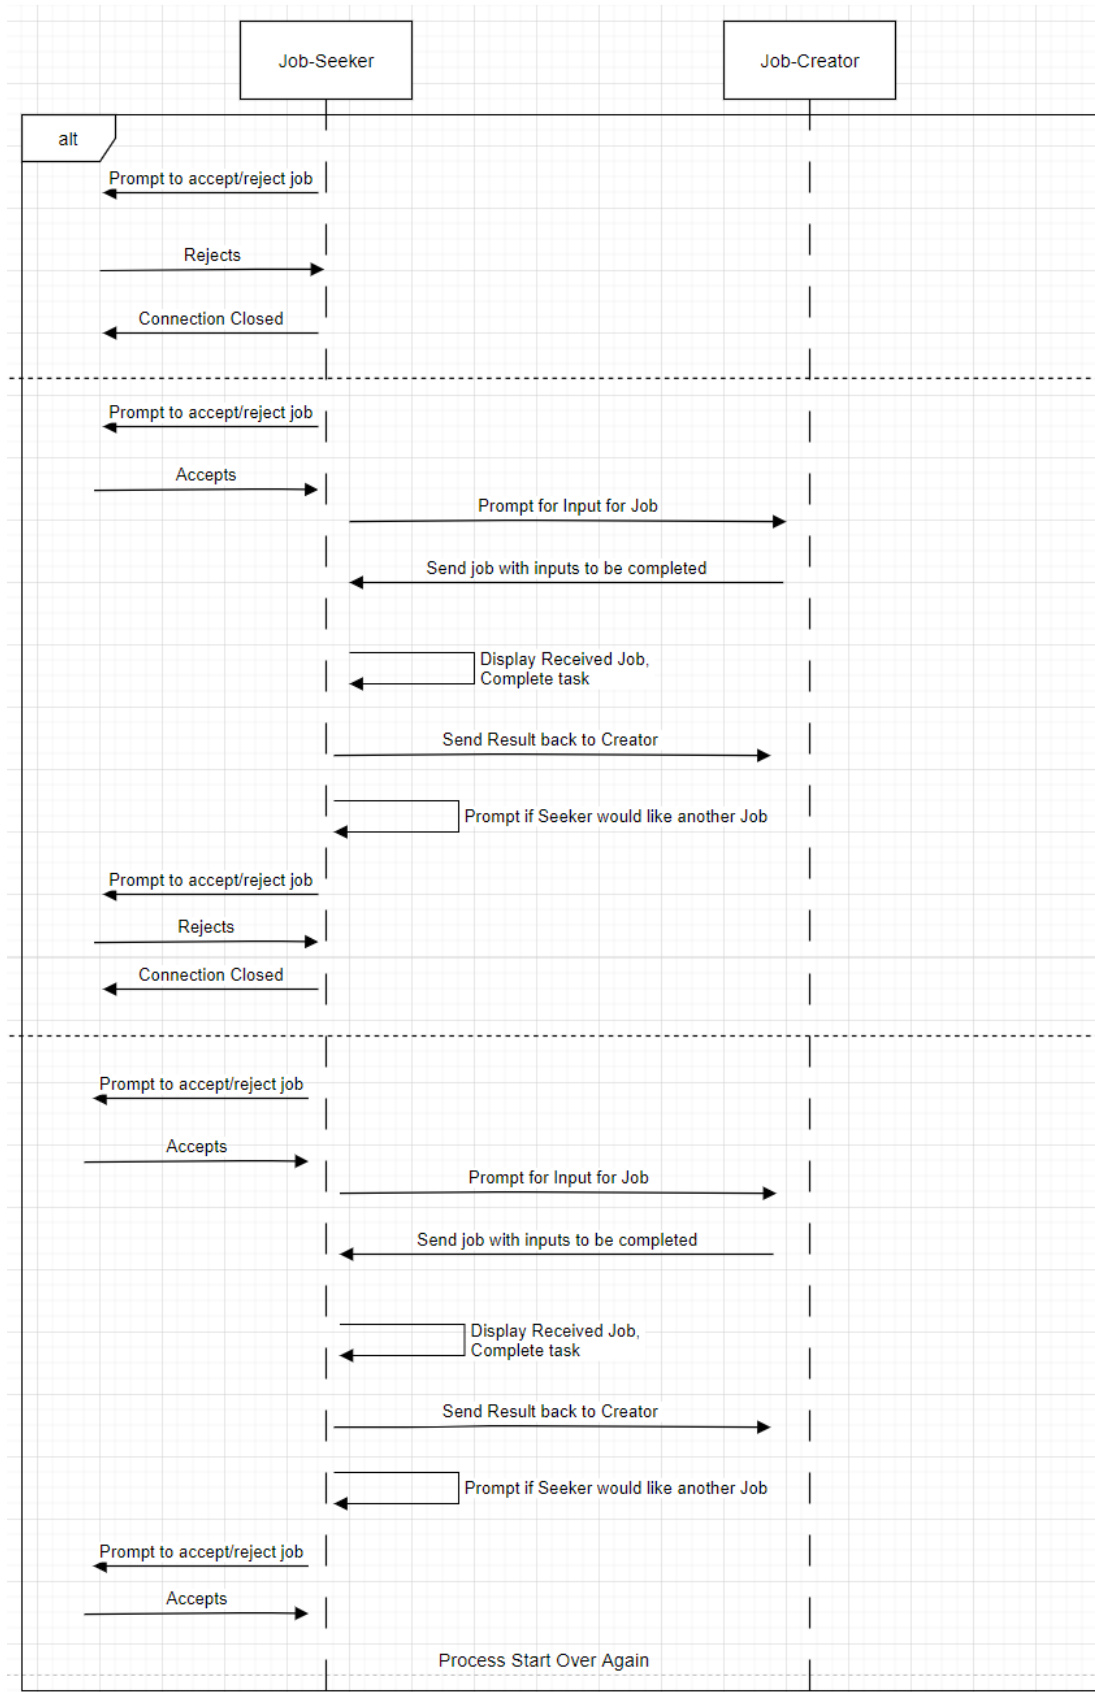 Job-Seeker
Job-Creator
alt
Prompt to accept/reject job
Rejects
Connection Closed
Prompt to accept/reject job
Accepts
Prompt for Input for Job
Send job with inputs to be completed
Display Received Job,
Complete task
Send Result back to Creator
Prompt if Seeker would like another Job
Prompt to accept/reject job
Rejects
Connection Closed
Prompt to accept/reject job
Accepts
Prompt for Input for Job
Send job with inputs to be completed
Display Received Job,
Complete task
Send Result back to Creator
Prompt if Seeker would like another Job
Prompt to accept/reject job
Accepts
Process Start Over Again